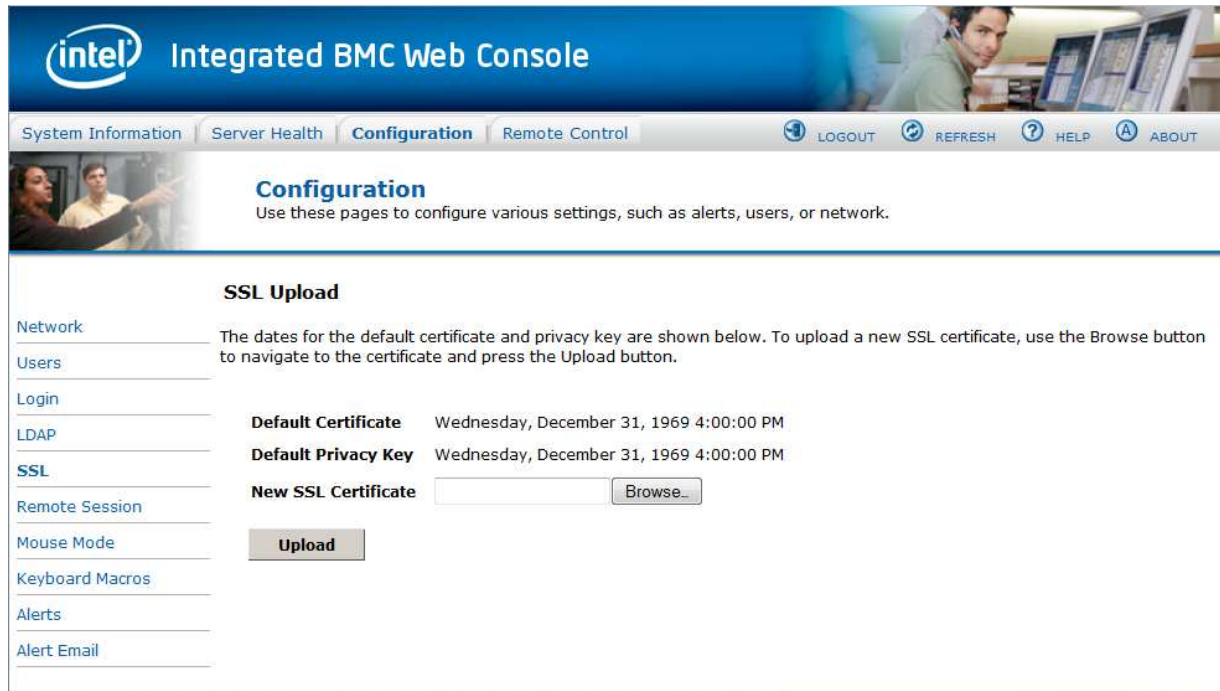 intel Integrated BMC Web Console
System Information Server Health Configuration Remote Control LOGOUT REFRESH ? HELP A ABOUT
Configuration
Use these pages to configure various settings, such as alerts, users, or network.
SSL Upload
Network
Users
Login
LDAP
SSL
Remote Session
Mouse Mode
Keyboard Macros
Alerts
Alert Email
The dates for the default certificate and privacy key are shown below. To upload a new SSL certificate, use the Browse button
to navigate to the certificate and press the Upload button.
Default Certificate Wednesday, December 31, 1969 4:00:00 PM
Default Privacy Key Wednesday, December 31, 1969 4:00:00 PM
New SSL Certificate Browse...
Upload